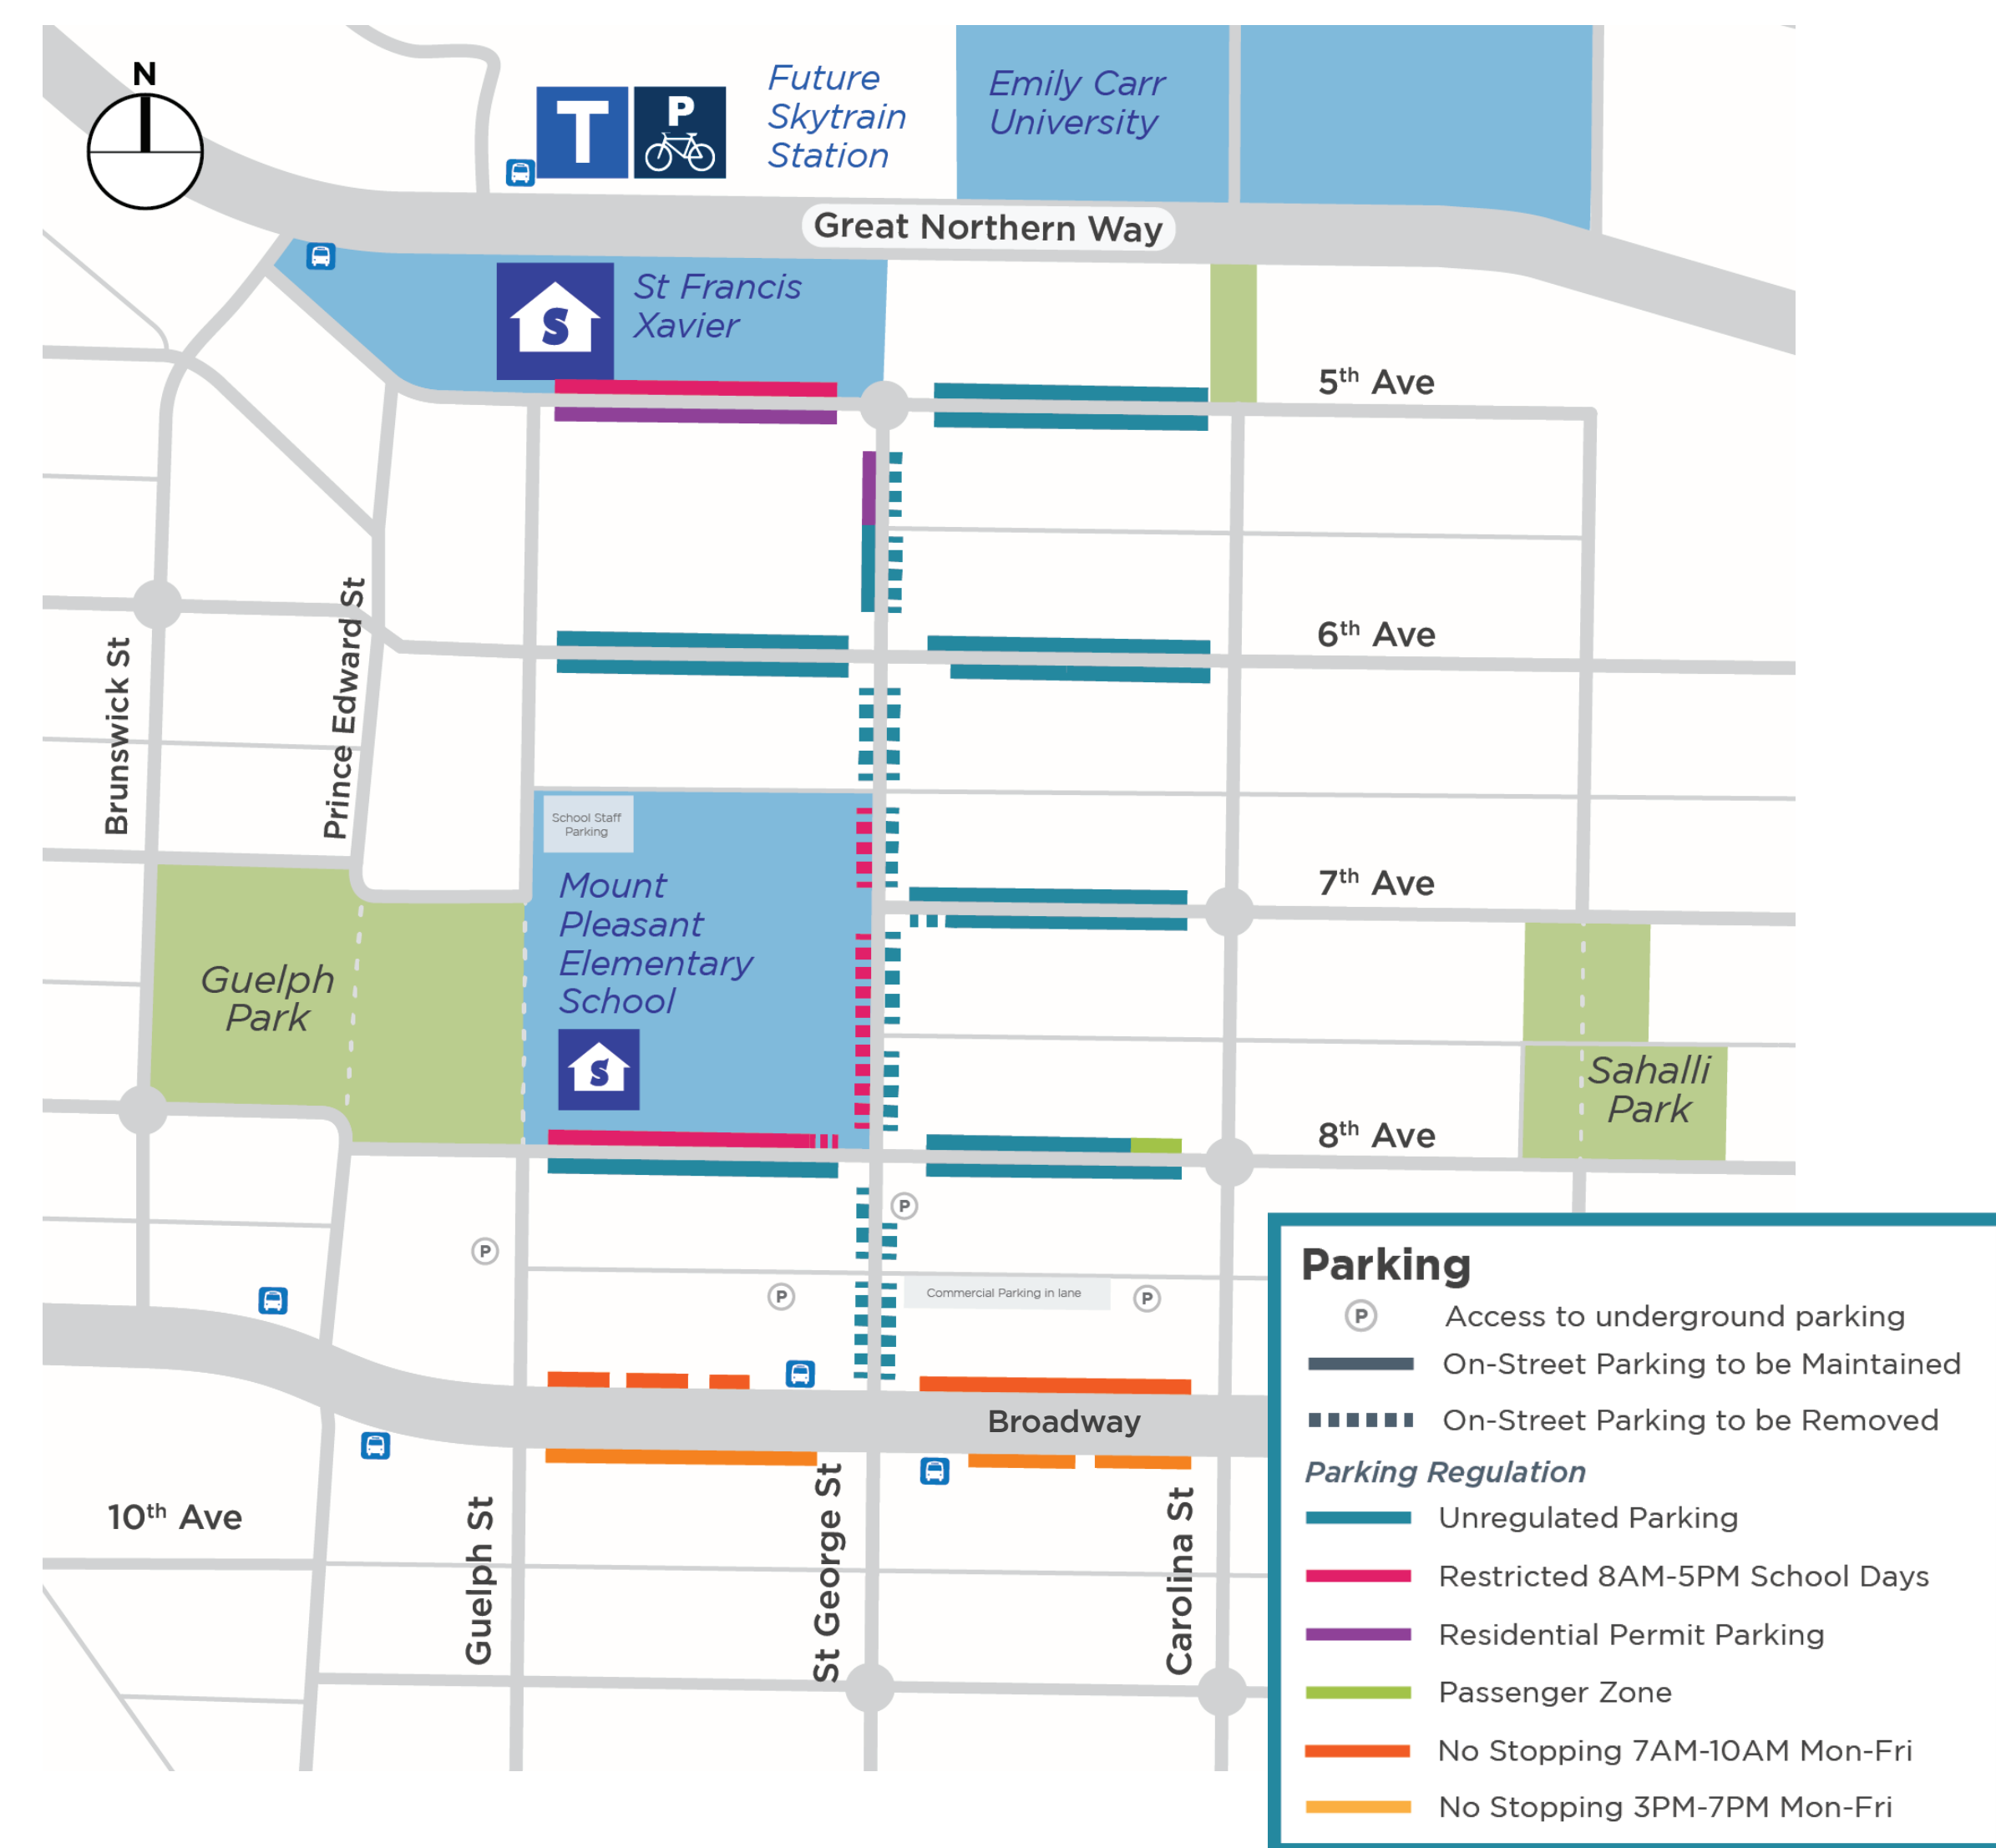 N
T
P
Future
Skytrain
Station
Emily Carr
University
Great Northern Way
S
St Francis
Xavier
5th Ave
6th Ave
Brunswick St
Prince Edward St
School Staff
Parking
Mount
Pleasant
Elementary
School
S
7th Ave
Guelph
Park
Sahalli
Park
8th Ave
P
P
P
Commercial Parking in lane
P
Broadway
10th Ave
Guelph St
St George St
Carolina St
Parking
P Access to underground parking
On-Street Parking to be Maintained
On-Street Parking to be Removed
Parking Regulation
Unregulated Parking
Restricted 8AM-5PM School Days
Residential Permit Parking
Passenger Zone
No Stopping 7AM-10AM Mon-Fri
No Stopping 3PM-7PM Mon-Fri